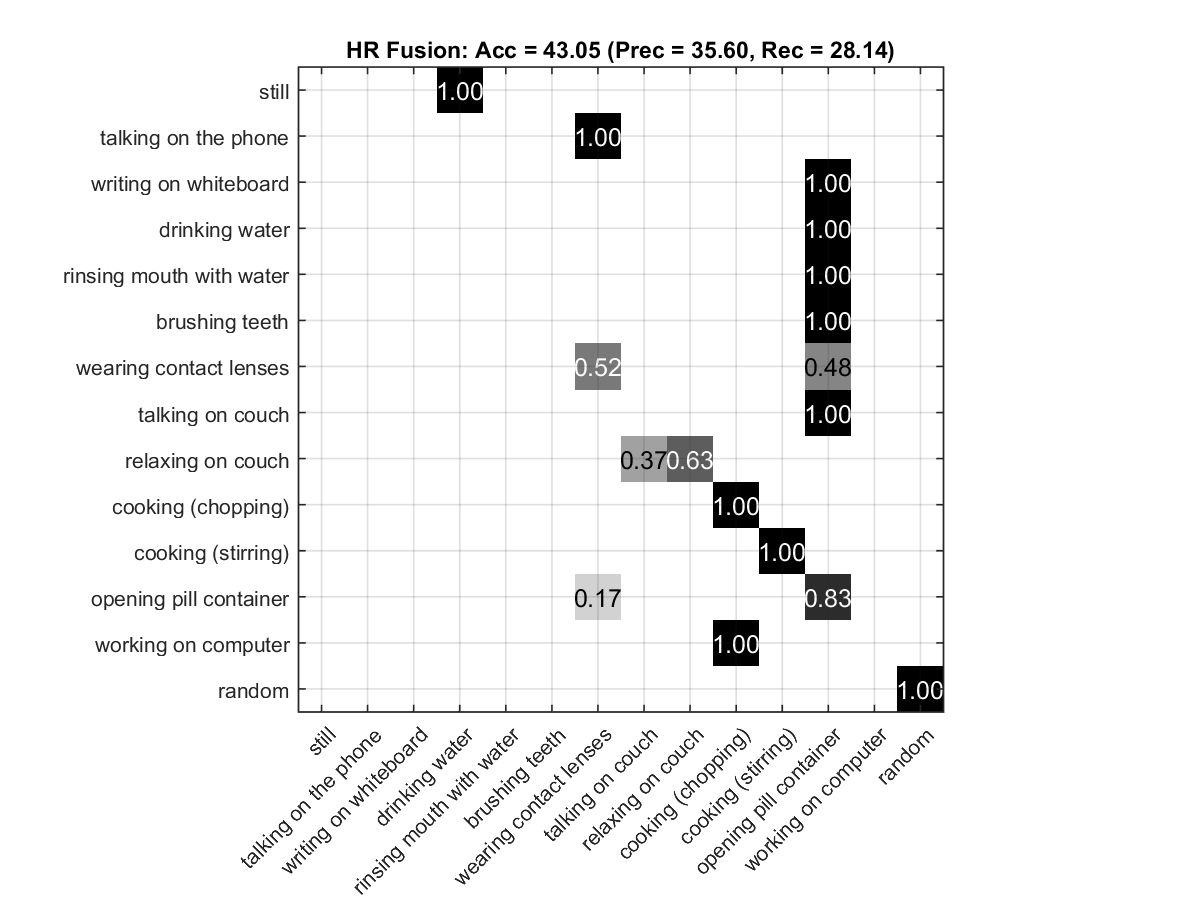 HR Fusion: Acc = 43.05 (Prec = 35.60, Rec = 28.14)
still 1.00
talking on the phone 1.00
writing on whiteboard 1.00
drinking water 1.00
rinsing mouth with water 1.00
brushing teeth 1.00
wearing contact lenses 0.52 0.48
talking on couch 1.00
relaxing on couch 0.37 0.63
cooking (chopping) 1.00
cooking (stirring) 1.00
opening pill container 0.17 0.83
working on computer 1.00
random 1.00
still
talking on the phone
writing on whiteboard
drinking water
rinsing mouth with water
brushing teeth
wearing contact lenses
talking on couch
relaxing on couch
cooking (chopping)
cooking (stirring)
opening pill container
working on computer
random